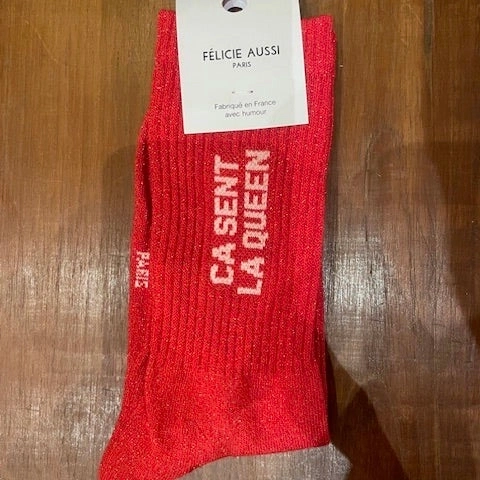 FÉLICIE AUSSI
PARIS
Fabriqué en France
avec humour
CA SENT
LA QUEEN
PARIS